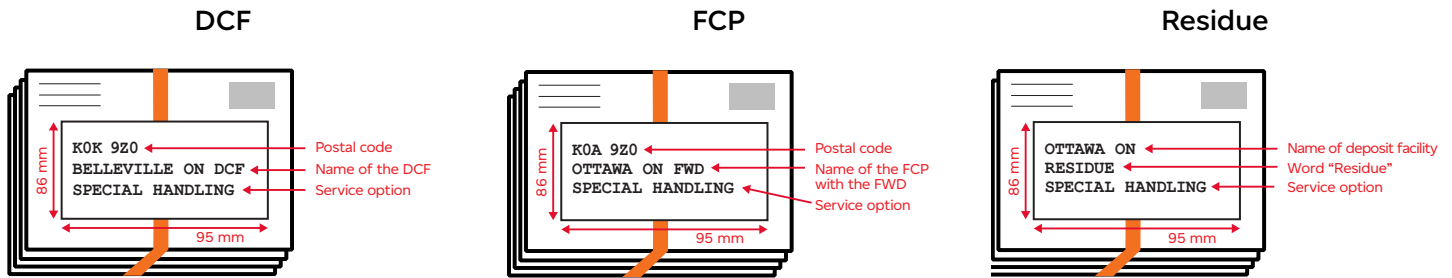 DCF
K0K 9Z0
BELLEVILLE ON DCF
SPECIAL HANDLING
86 mm
95 mm
Postal code
Name of the DCF
Service option
FCP
K0A 9Z0
OTTAWA ON FWD
SPECIAL HANDLING
86 mm
95 mm
Postal code
Name of the FCP
with the FWD
Service option
Residue
OTTAWA ON
RESIDUE
SPECIAL HANDLING
86 mm
95 mm
Name of deposit facility
Word “Residue”
Service option